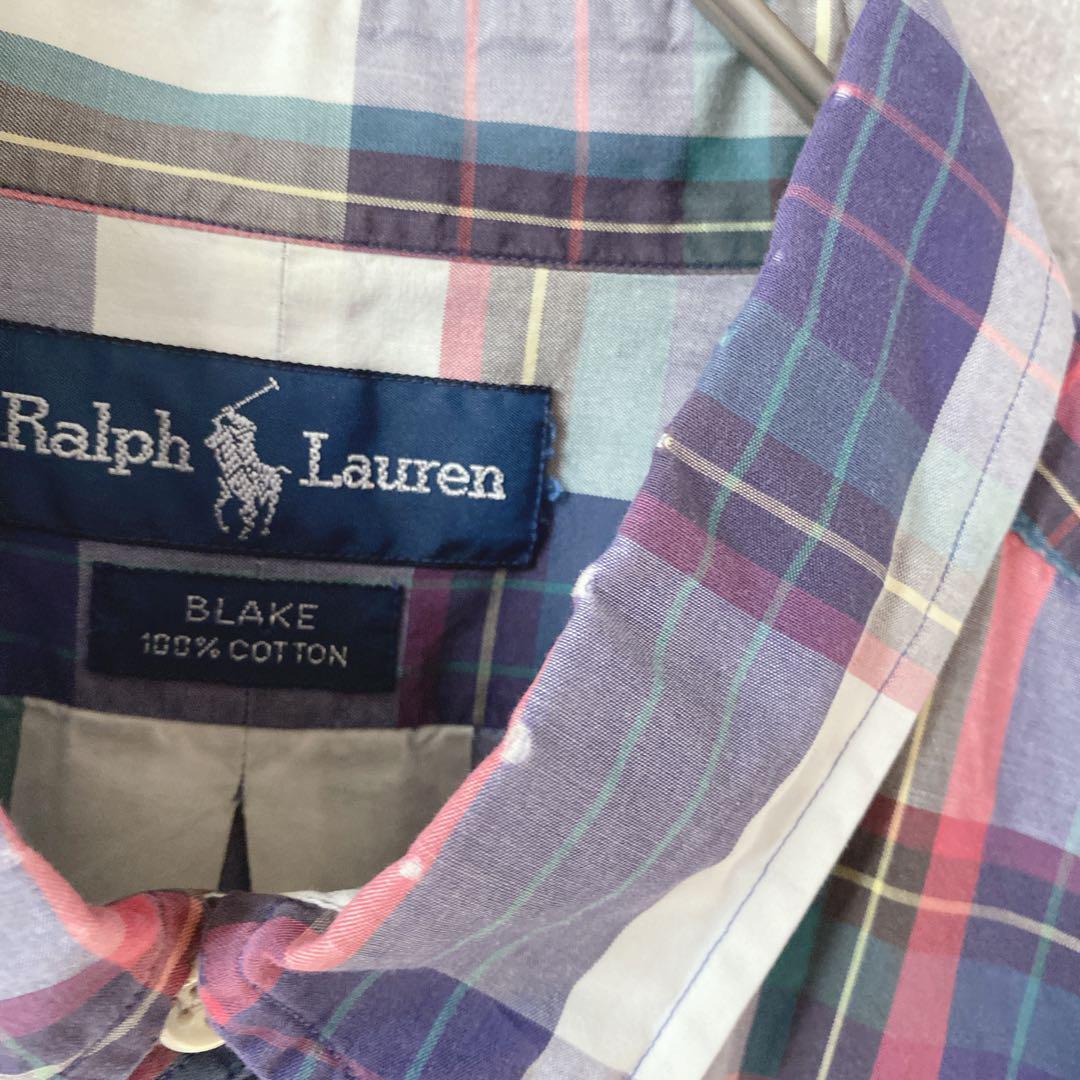 Ralph Lauren
BLAKE
100% COTTON